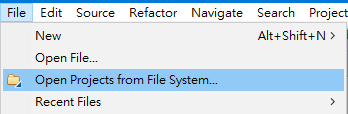 File Edit Source Refactor Navigate Search Project
New Alt+Shift+N >
Open File...
Open Projects from File System...
Recent Files >